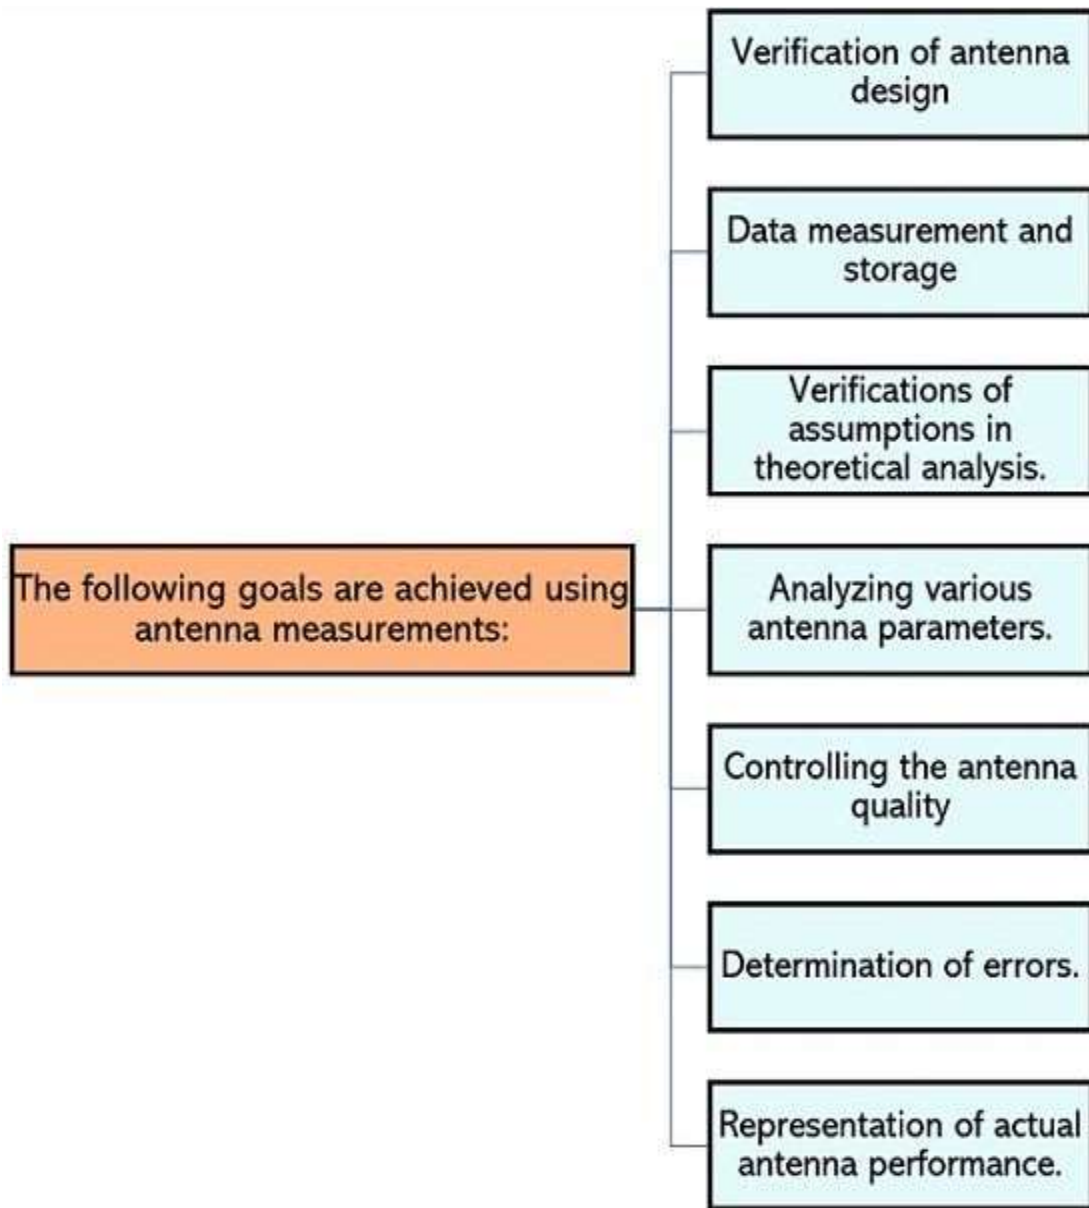 Verification of antenna
design
Data measurement and
storage
Verifications of
assumptions in
theoretical analysis.
The following goals are achieved using
antenna measurements:
Analyzing various
antenna parameters.
Controlling the antenna
quality
Determination of errors.
Representation of actual
antenna performance.